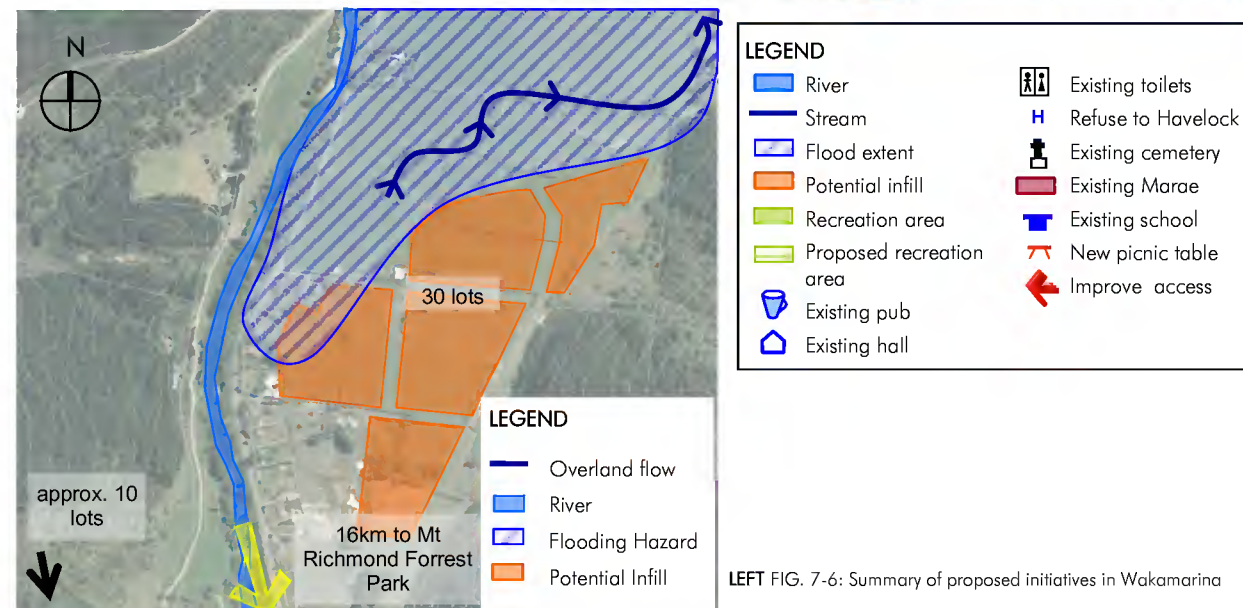 N
30 lots
approx. 10
lots
16km to Mt
Richmond Forrest
Park
LEGEND
Overland flow
River
Flooding Hazard
Potential Infill
LEGEND
River
Stream
Flood extent
Potential infill
Recreation area
Proposed recreation
area
Existing pub
Existing hall
Existing toilets
H Refuse to Havelock
Existing cemetery
Existing Marae
Existing school
New picnic table
Improve access
LEFT FIG. 7-6: Summary of proposed initiatives in Wakamarina